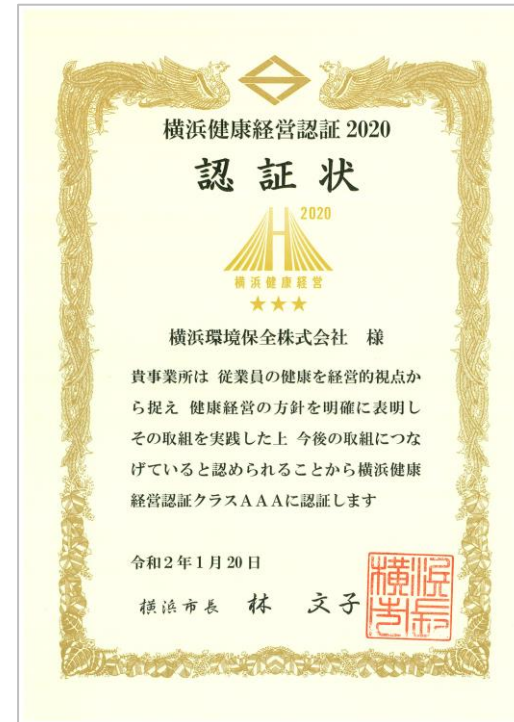 横浜健康経営認証 2020
認証状
2020
横浜健康経営
★★★
横浜環境保全株式会社 様
貴事業所は 従業員の健康を経営的視点か
ら捉え 健康経営の方針を明確に表明し
その取組を実践した上 今後の取組につな
げていると認められることから横浜健康
経営認証クラスAAAに認証します
令和2年1月20日
横浜市長 林 文子
横浜市長